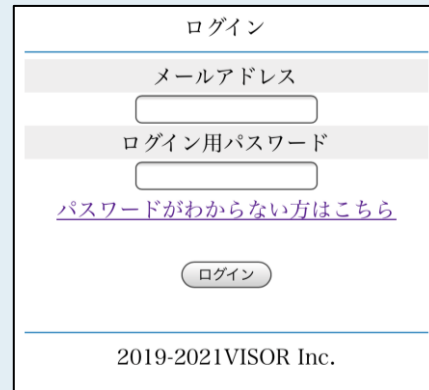 ログイン
メールアドレス
ログイン用パスワード
パスワードがわからない方はこちら
ログイン
2019-2021VISOR Inc.